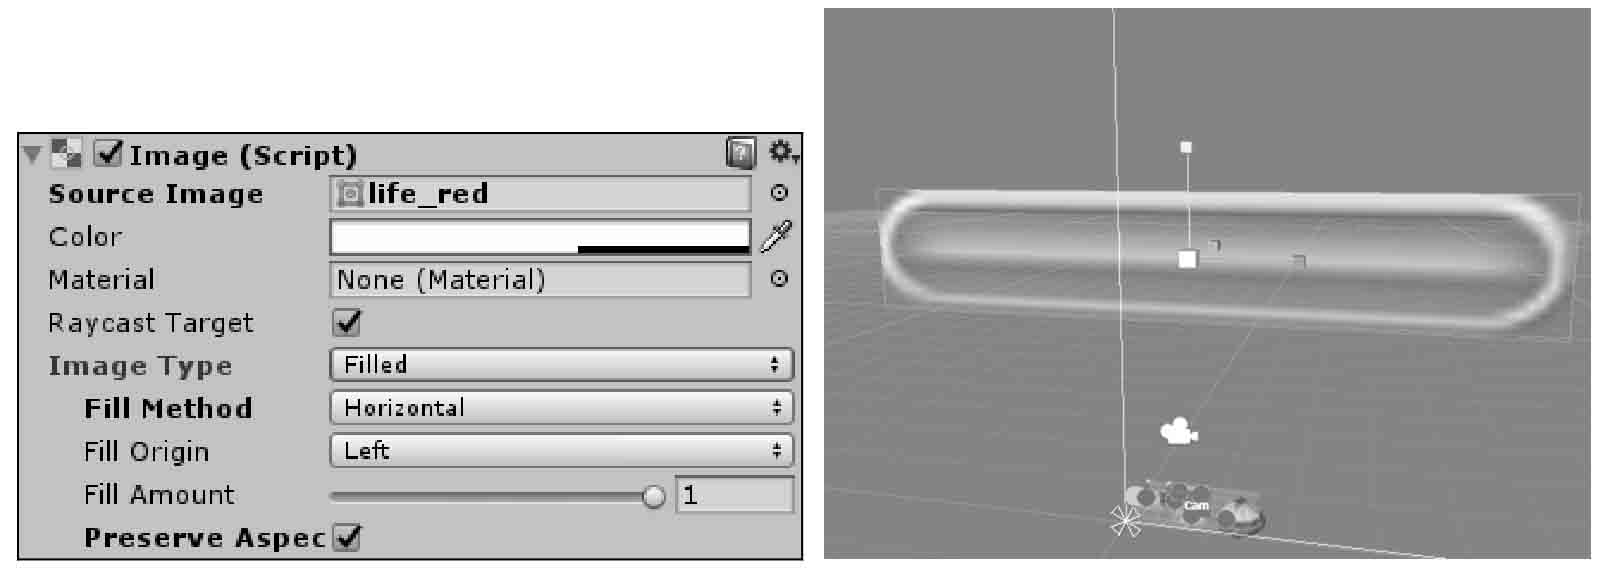 Image (Script)
Source Image life_red
Color
Material None (Material)
Raycast Target
Image Type Filled
Fill Method Horizontal
Fill Origin Left
Fill Amount 1
Preserve Aspec
Cam